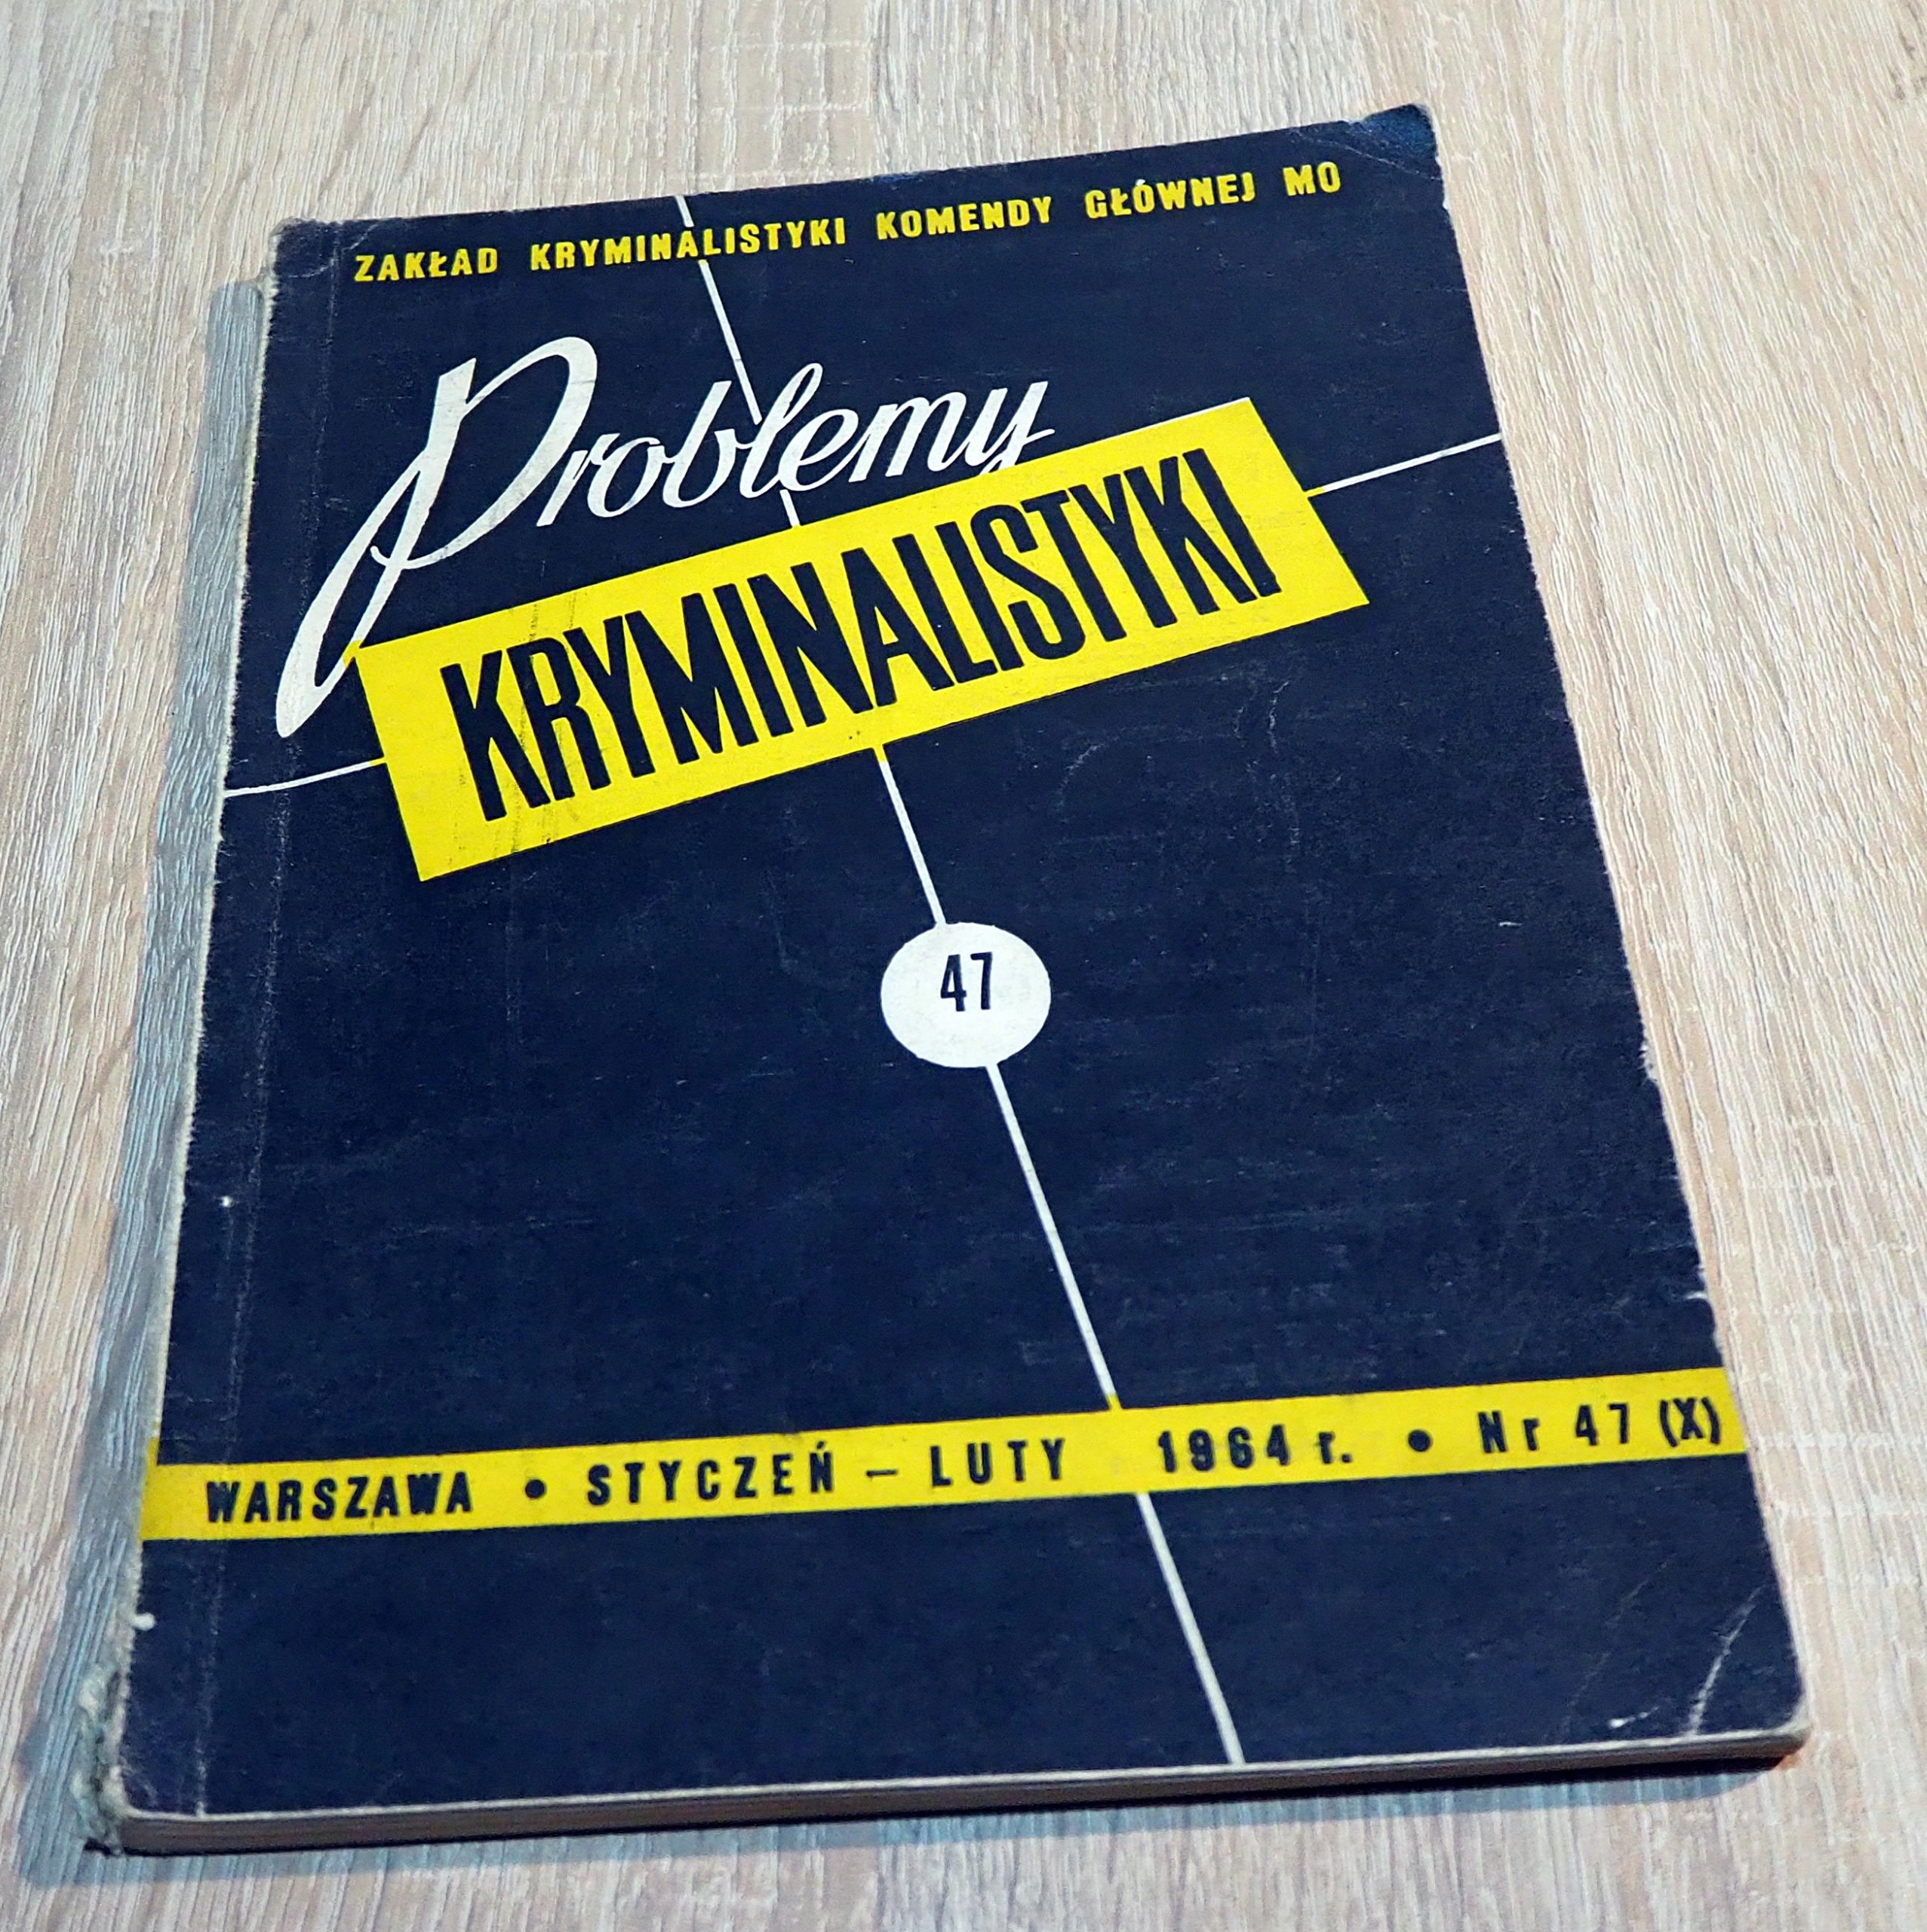 ZAKŁAD KRYMINALISTYKI KOMENDY GŁÓWNEJ MO
Problemy
KRYMINALISTYKI
47
WARSZAWA • STYCZEŃ – LUTY 1964 r. • Nr 47 (X)